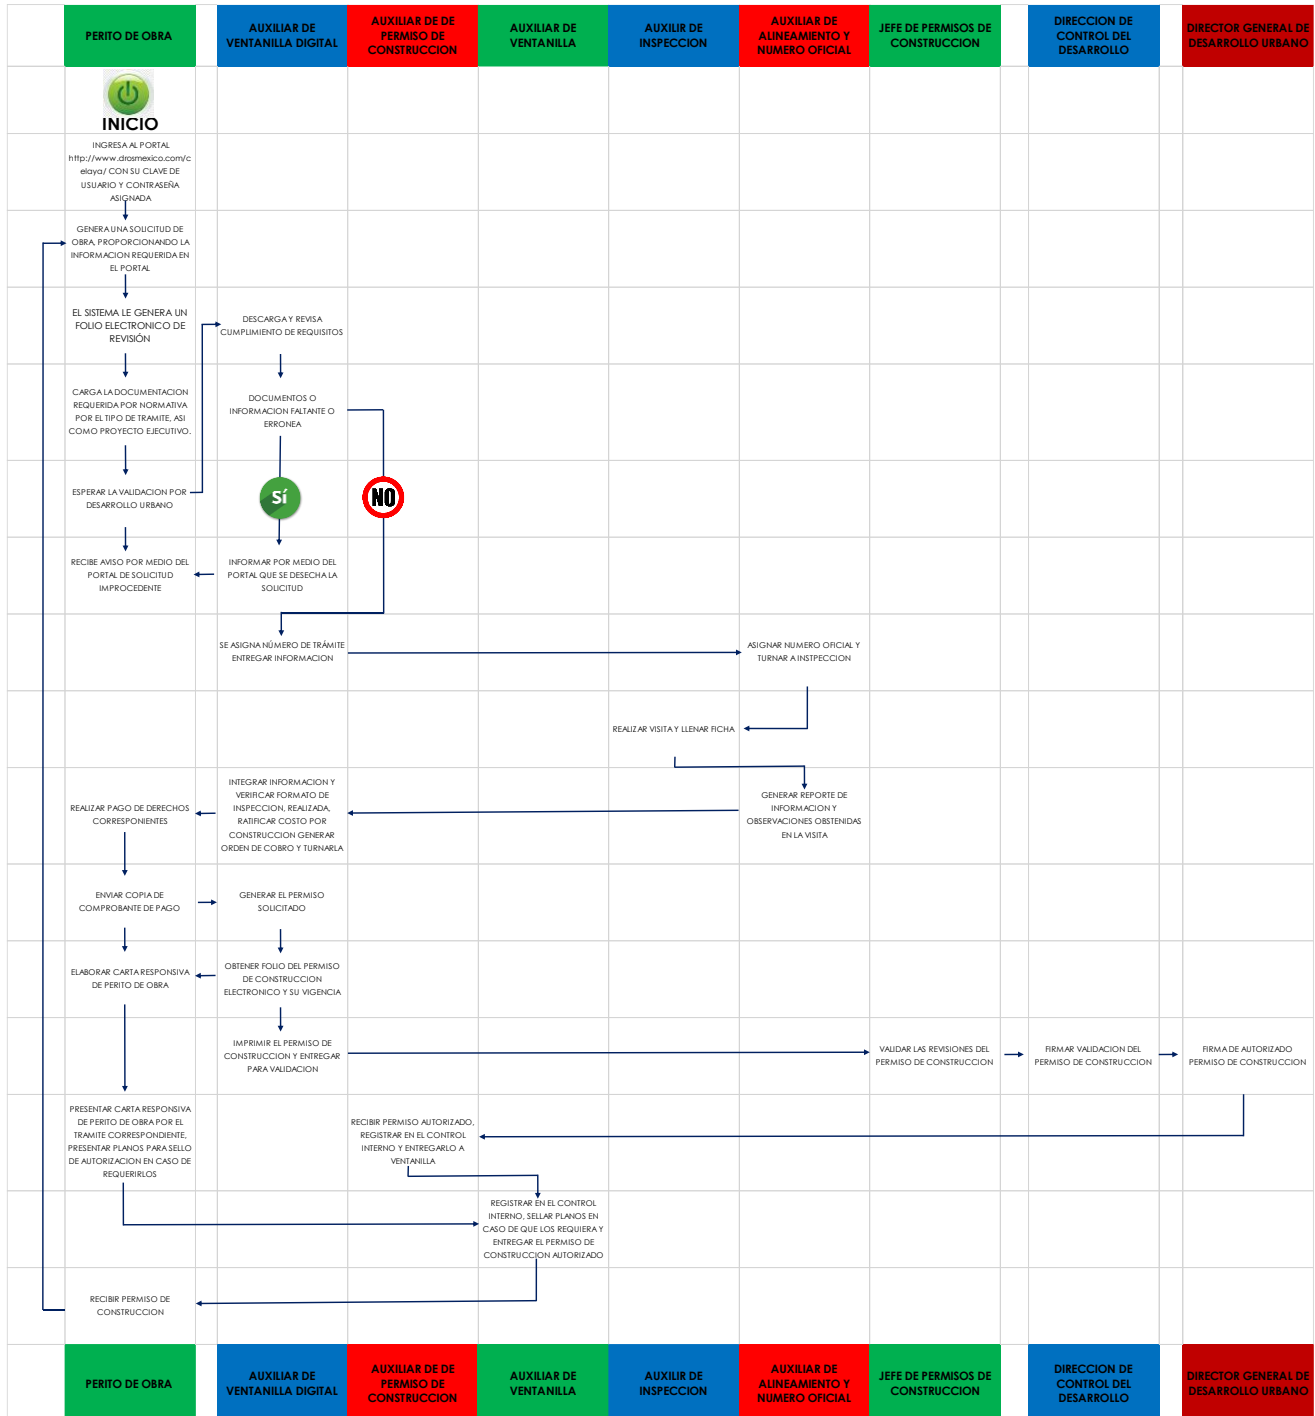 PERITO DE OBRA
AUXILIAR DE
VENTANILLA DIGITAL
AUXILIAR DE DE
PERMISO DE
CONSTRUCCION
AUXILIAR DE
VENTANILLA
AUXILIR DE
INSPECCION
AUXILIAR DE
ALINEAMIENTO Y
NUMERO OFICIAL
JEFE DE PERMISOS DE
CONSTRUCCION
DIRECCION DE
CONTROL DEL
DESARROLLO
DIRECTOR GENERAL DE
DESARROLLO URBANO
INICIO
INGRESA AL PORTAL
http://www.drosmexico.com/c
elaya/ CON SU CLAVE DE
USUARIO Y CONTRASEÑA
ASIGNADA
GENERA UNA SOLICITUD DE
OBRA, PROPORCIONANDO LA
INFORMACION REQUERIDA EN
EL PORTAL
EL SISTEMA LE GENERA UN
FOLIO ELECTRONICO DE
REVISIÓN
DESCARGA Y REVISA
CUMPLIMIENTO DE REQUISITOS
CARGA LA DOCUMENTACION
REQUERIDA POR NORMATIVA
POR EL TIPO DE TRAMITE, ASI
COMO PROYECTO EJECUTIVO.
DOCUMENTOS O
INFORMACION FALTANTE O
ERRONEA
ESPERAR LA VALIDACION POR
DESARROLLO URBANO
Sí
NO
RECIBE AVISO POR MEDIO DEL
PORTAL DE SOLICITUD
IMPROCEDENTE
INFORMAR POR MEDIO DEL
PORTAL QUE SE DESECHA LA
SOLICITUD
SE ASIGNA NÚMERO DE TRÁMITE
ENTREGAR INFORMACION
ASIGNAR NUMERO OFICIAL Y
TURNAR A INSTPECCION
REALIZAR VISITA Y LLENAR FICHA
REALIZAR PAGO DE DERECHOS
CORRESPONIENTES
INTEGRAR INFORMACION Y
VERIFICAR FORMATO DE
INSPECCION, REALIZADA,
RATIFICAR COSTO POR
CONSTRUCCION GENERAR
ORDEN DE COBRO Y TURNARLA
GENERAR REPORTE DE
INFORMACION Y
OBSERVACIONES OBSTENIDAS
EN LA VISITA
ENVIAR COPIA DE
COMPROBANTE DE PAGO
GENERAR EL PERMISO
SOLICITADO
ELABORAR CARTA RESPONSIVA
DE PERITO DE OBRA
OBTENER FOLIO DEL PERMISO
DE CONSTRUCCION
ELECTRONICO Y SU VIGENCIA
IMPRIMIR EL PERMISO DE
CONSTRUCCION Y ENTREGAR
PARA VALIDACION
VALIDAR LAS REVISIONES DEL
PERMISO DE CONSTRUCCION
FIRMAR VALIDACION DEL
PERMISO DE CONSTRUCCION
FIRMA DE AUTORIZADO
PERMISO DE CONSTRUCCION
PRESENTAR CARTA RESPONSIVA
DE PERITO DE OBRA POR EL
TRAMITE CORRESPONDIENTE,
PRESENTAR PLANOS PARA SELLO
DE AUTORIZACION EN CASO DE
REQUERIRLOS
RECIBIR PERMISO AUTORIZADO,
REGISTRAR EN EL CONTROL
INTERNO Y ENTREGARLO A
VENTANILLA
REGISTRAR EN EL CONTROL
INTERNO, SELLAR PLANOS EN
CASO DE QUE LOS REQUIERA Y
ENTREGAR EL PERMISO DE
CONSTRUCCION AUTORIZADO
RECIBIR PERMISO DE
CONSTRUCCION
PERITO DE OBRA
AUXILIAR DE
VENTANILLA DIGITAL
AUXILIAR DE DE
PERMISO DE
CONSTRUCCION
AUXILIAR DE
VENTANILLA
AUXILIR DE
INSPECCION
AUXILIAR DE
ALINEAMIENTO Y
NUMERO OFICIAL
JEFE DE PERMISOS DE
CONSTRUCCION
DIRECCION DE
CONTROL DEL
DESARROLLO
DIRECTOR GENERAL DE
DESARROLLO URBANO